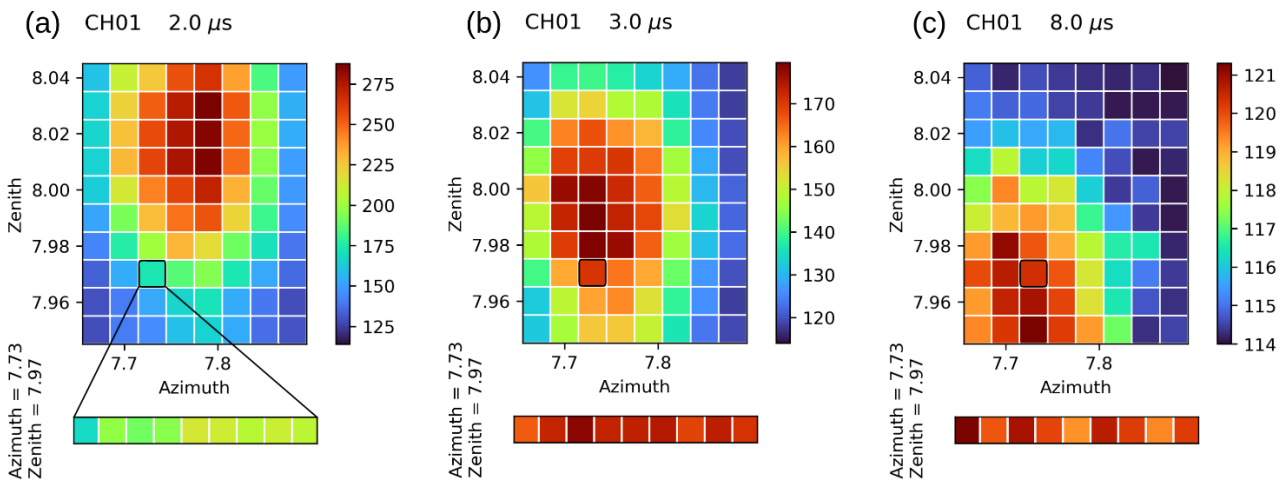 (a) CH01 2.0 μs
8.04
8.02
8.00
7.98
7.96
Zenith
7.7 7.8
Azimuth
275
250
225
200
175
150
125
Azimuth = 7.73
Zenith = 7.97
(b) CH01 3.0 μs
8.04
8.02
8.00
7.98
7.96
Zenith
7.7 7.8
Azimuth
170
160
150
140
130
120
Azimuth = 7.73
Zenith = 7.97
(c) CH01 8.0 μs
8.04
8.02
8.00
7.98
7.96
Zenith
7.7 7.8
Azimuth
121
120
119
118
117
116
115
114
Azimuth = 7.73
Zenith = 7.97